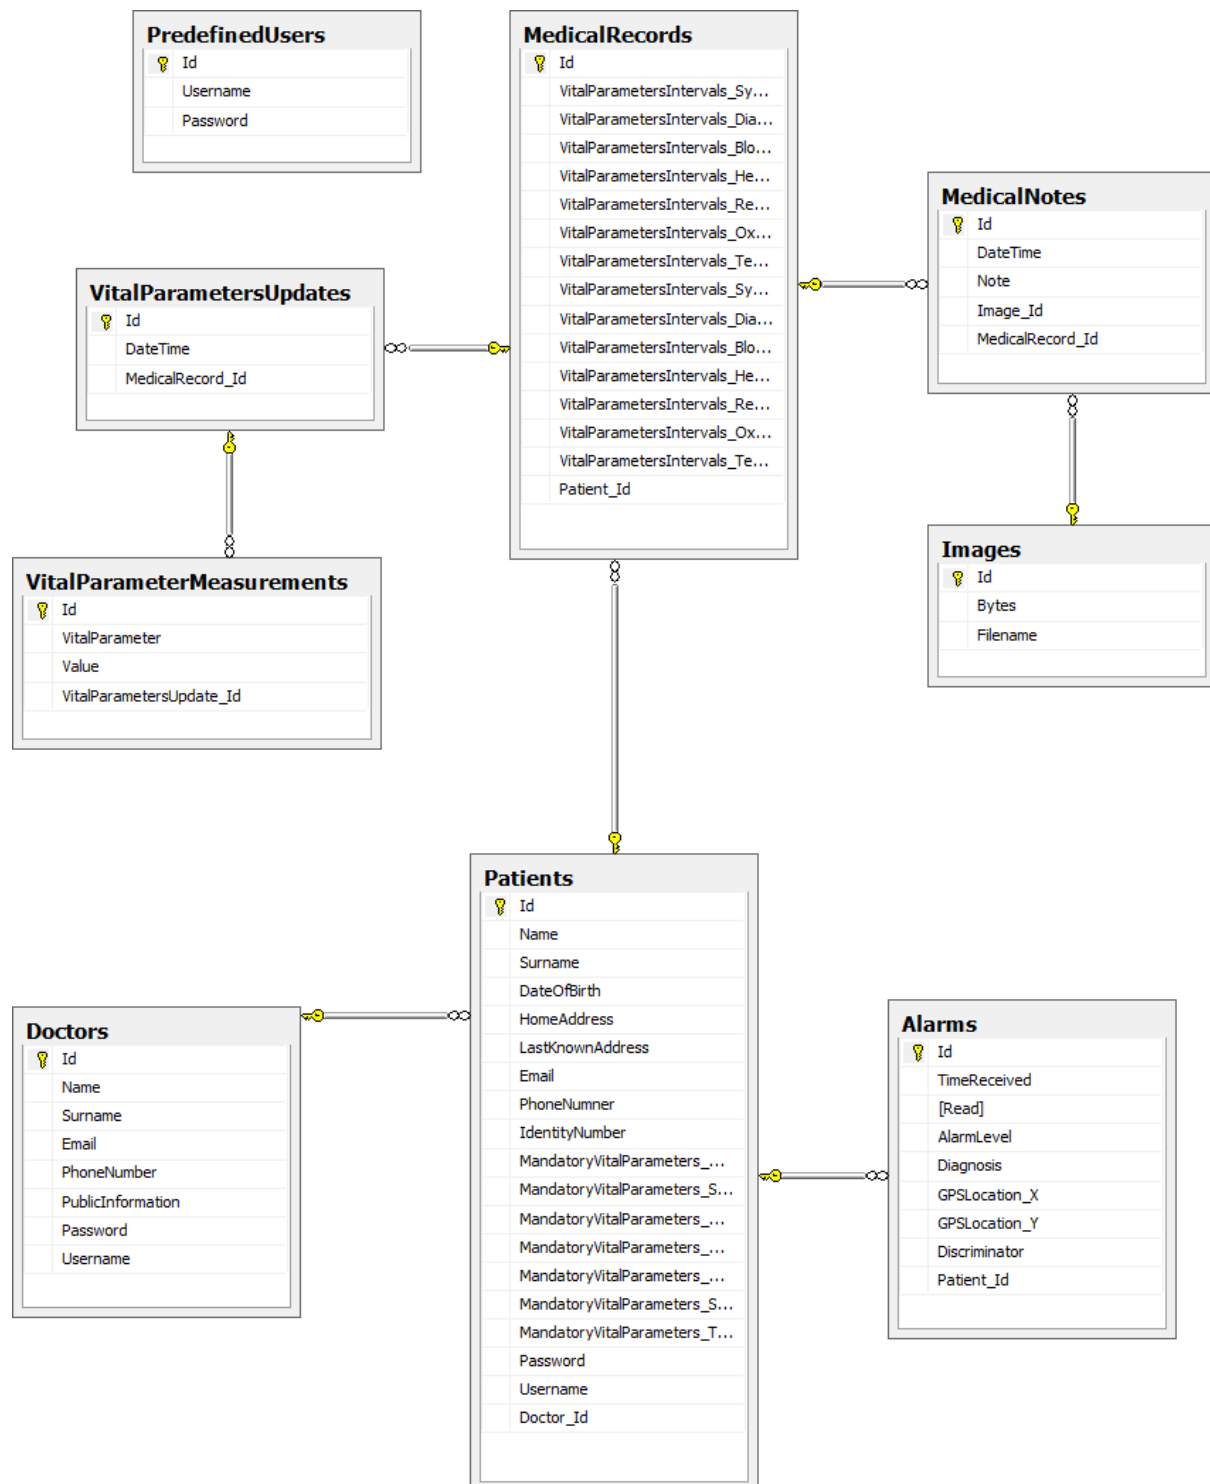 PredefinedUsers
Id
Username
Password
MedicalRecords
Id
VitalParametersIntervals_Sy...
VitalParametersIntervals_Dia...
VitalParametersIntervals_Blo...
VitalParametersIntervals_He...
VitalParametersIntervals_Re...
VitalParametersIntervals_Ox...
VitalParametersIntervals_Te...
VitalParametersIntervals_Sy...
VitalParametersIntervals_Dia...
VitalParametersIntervals_Blo...
VitalParametersIntervals_He...
VitalParametersIntervals_Re...
VitalParametersIntervals_Ox...
VitalParametersIntervals_Te...
Patient_Id
MedicalNotes
Id
DateTime
Note
Image_Id
MedicalRecord_Id
VitalParametersUpdates
Id
DateTime
MedicalRecord_Id
VitalParameterMeasurements
Id
VitalParameter
Value
VitalParametersUpdate_Id
Images
Id
Bytes
Filename
Patients
Id
Name
Surname
DateOfBirth
HomeAddress
LastKnownAddress
Email
PhoneNumner
IdentityNumber
MandatoryVitalParameters_...
MandatoryVitalParameters_S...
MandatoryVitalParameters_...
MandatoryVitalParameters_...
MandatoryVitalParameters_...
MandatoryVitalParameters_S...
MandatoryVitalParameters_T...
Password
Username
Doctor_Id
Doctors
Id
Name
Surname
Email
PhoneNumber
PublicInformation
Password
Username
Alarms
Id
TimeReceived
[Read]
AlarmLevel
Diagnosis
GPSLocation_X
GPSLocation_Y
Discriminator
Patient_Id